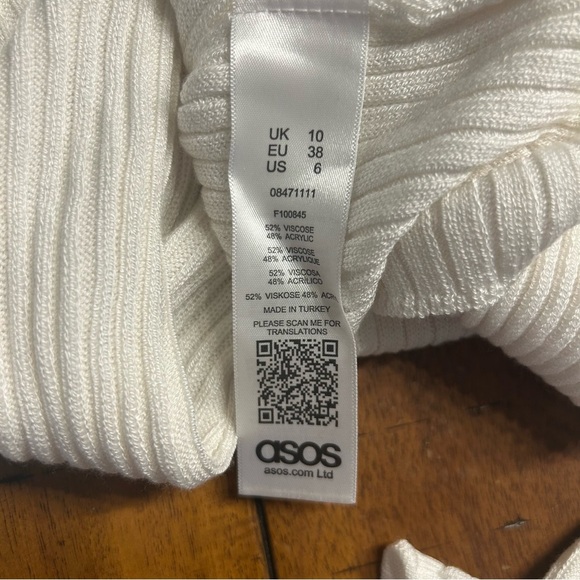 UK 10
EU 38
US 6
08471111
F100845
52% VISCOSE
48% ACRYLIC
52% VISCOSE
48% ACRYLIQUE
52% VISCOSA
48% ACRILICO
52% VISKOSE 48%
MADE IN TURKEY
PLEASE SCAN ME FOR
TRANSLATIONS
asos
asos.com Ltd